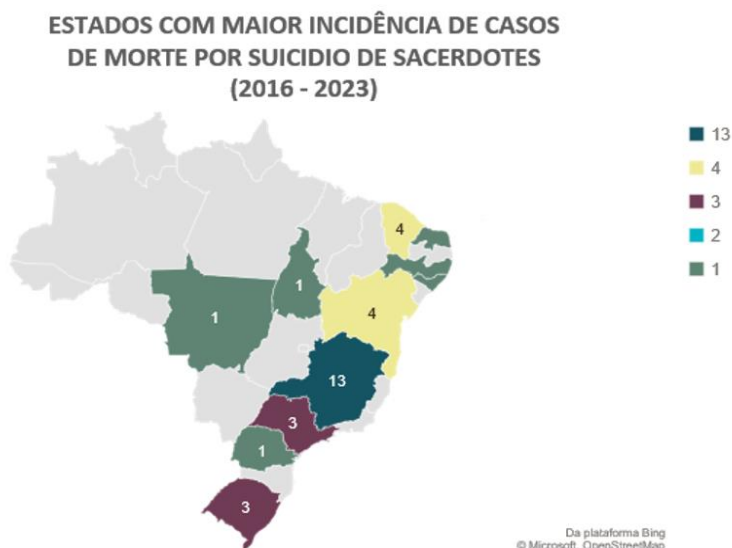 ESTADOS COM MAIOR INCIDÊNCIA DE CASOS
DE MORTE POR SUICIDIO DE SACERDOTES
(2016 - 2023)
13
4
3
2
1
4
1
4
1
13
3
1
3
Da plataforma Bing
© Microsoft, OpenStreetMap